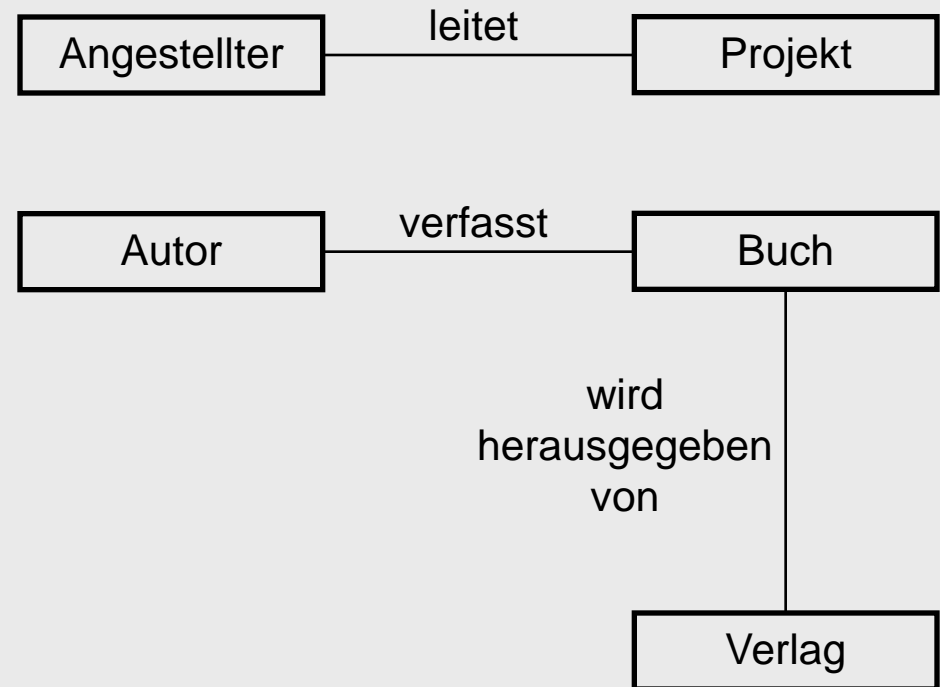 leitet
Angestellter
Projekt
verfasst
Autor
Buch
wird
herausgegeben
von
Verlag